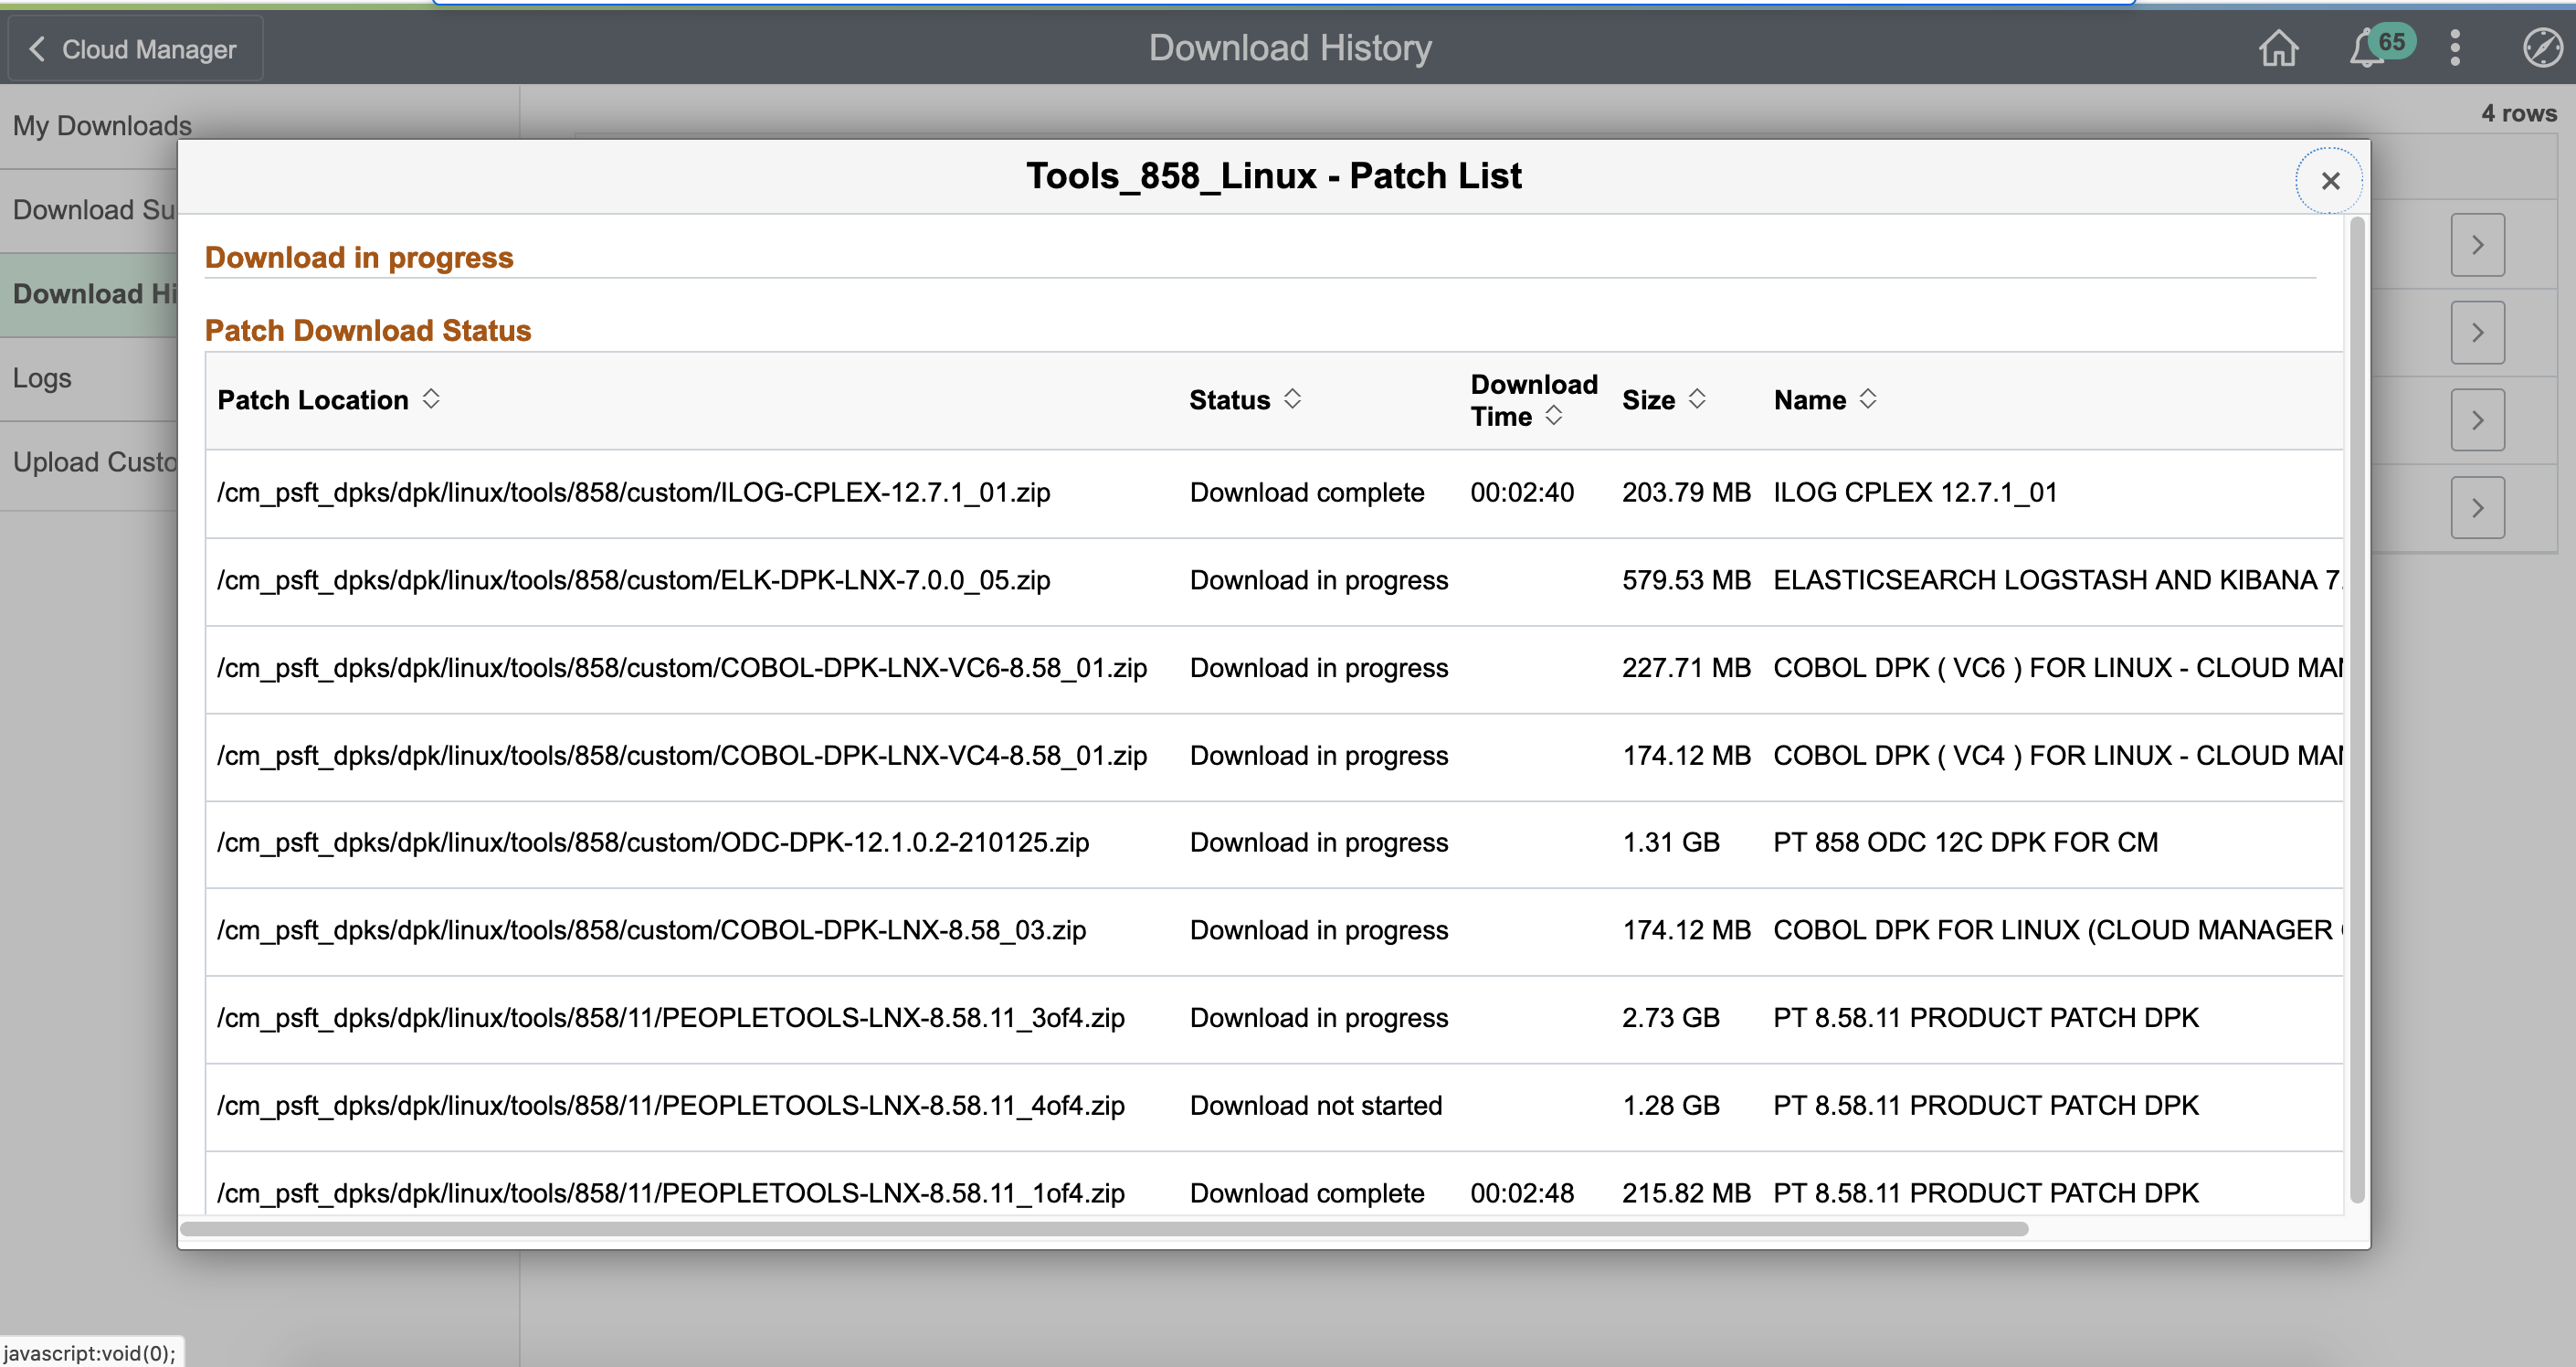 Cloud Manager
Download History
65
My Downloads
4 rows
Tools_858_Linux - Patch List
Download Su
Download in progress
Download Hi
Patch Download Status
Logs
Patch Location Status Download Time Size Name
Upload Custo
/cm_psft_dpks/dpk/linux/tools/858/custom/ILOG-CPLEX-12.7.1_01.zip Download complete 00:02:40 203.79 MB ILOG CPLEX 12.7.1_01
/cm_psft_dpks/dpk/linux/tools/858/custom/ELK-DPK-LNX-7.0.0_05.zip Download in progress 579.53 MB ELASTICSEARCH LOGSTASH AND KIBANA 7.
/cm_psft_dpks/dpk/linux/tools/858/custom/COBOL-DPK-LNX-VC6-8.58_01.zip Download in progress 227.71 MB COBOL DPK ( VC6 ) FOR LINUX - CLOUD MAN
/cm_psft_dpks/dpk/linux/tools/858/custom/COBOL-DPK-LNX-VC4-8.58_01.zip Download in progress 174.12 MB COBOL DPK ( VC4 ) FOR LINUX - CLOUD MAN
/cm_psft_dpks/dpk/linux/tools/858/custom/ODC-DPK-12.1.0.2-210125.zip Download in progress 1.31 GB PT 858 ODC 12C DPK FOR CM
/cm_psft_dpks/dpk/linux/tools/858/custom/COBOL-DPK-LNX-8.58_03.zip Download in progress 174.12 MB COBOL DPK FOR LINUX (CLOUD MANAGER
/cm_psft_dpks/dpk/linux/tools/858/11/PEOPLETOOLS-LNX-8.58.11_3of4.zip Download in progress 2.73 GB PT 8.58.11 PRODUCT PATCH DPK
/cm_psft_dpks/dpk/linux/tools/858/11/PEOPLETOOLS-LNX-8.58.11_4of4.zip Download not started 1.28 GB PT 8.58.11 PRODUCT PATCH DPK
/cm_psft_dpks/dpk/linux/tools/858/11/PEOPLETOOLS-LNX-8.58.11_1of4.zip Download complete 00:02:48 215.82 MB PT 8.58.11 PRODUCT PATCH DPK
javascript:void(0);